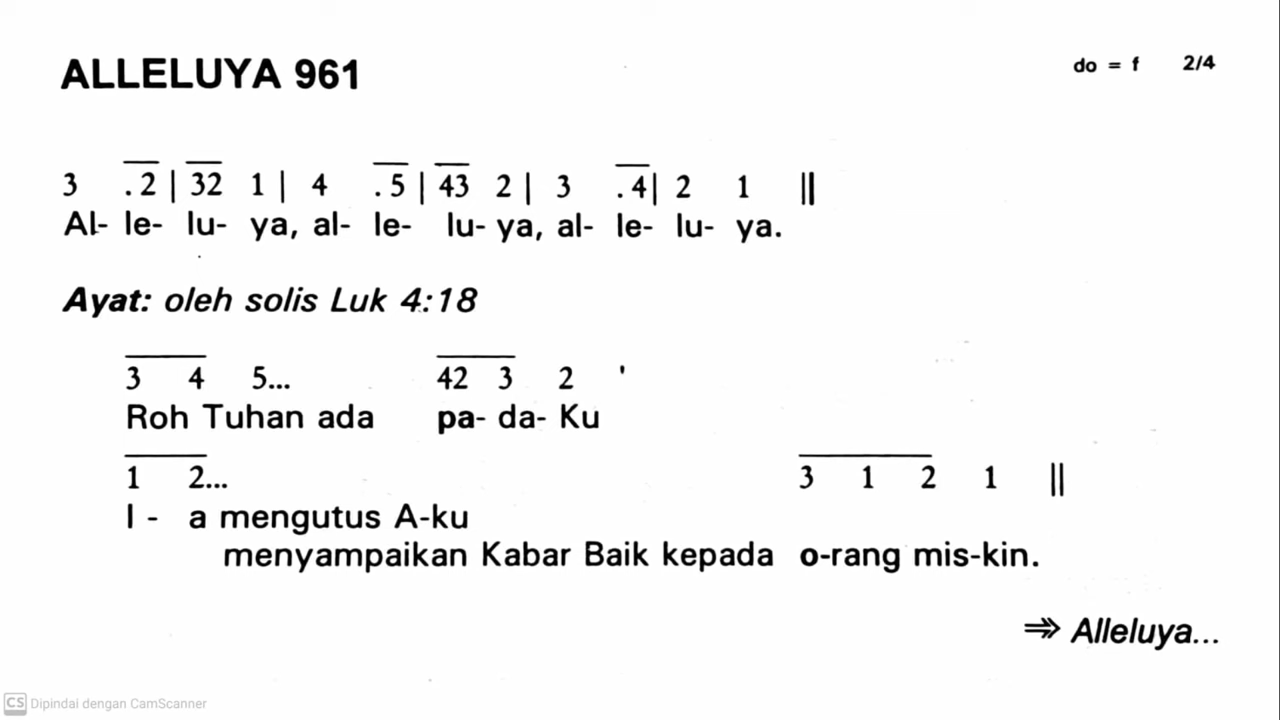 ALLELUYA 961
do = f 2/4
3 .2 | 32 1 | 4 .5 | 43 2 | 3 .4 | 2 1 ||
Al- le- lu- ya, al- le- lu- ya, al- le- lu- ya.
Ayat: oleh solis Luk 4:18
3 4 5... 42 3 2 '
Roh Tuhan ada pa- da- Ku
1 2... 3 1 2 1 ||
I - a mengutus A-ku
menyampaikan Kabar Baik kepada o-rang mis-kin.
⇒ Alleluya...
CS Dipindai dengan CamScanner